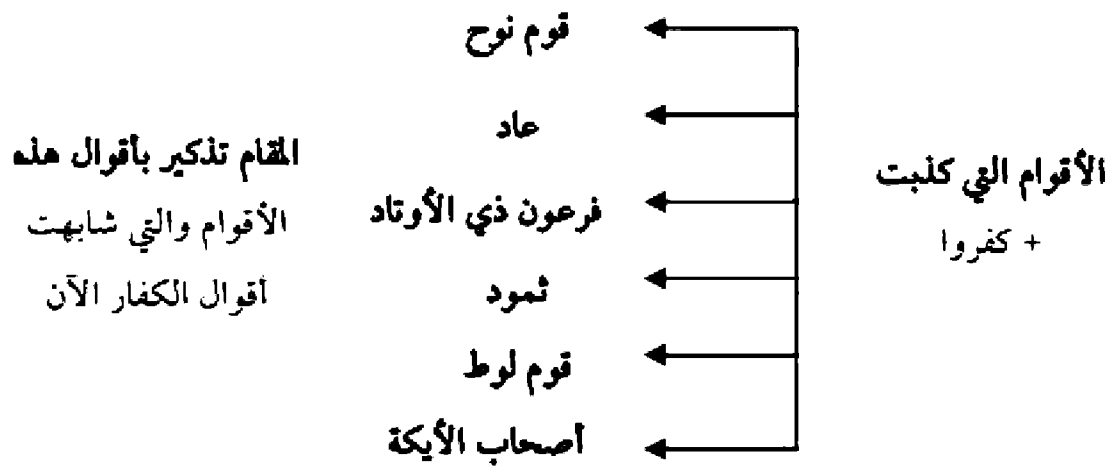 الأقوام التي كذبت
+ كفروا
قوم نوح
عاد
فرعون ذي الأوتاد
ثمود
قوم لوط
أصحاب الأيكة
المقام تذكير بأقوال هذه
الأقوام والتي شابهت
أقوال الكفار الآن